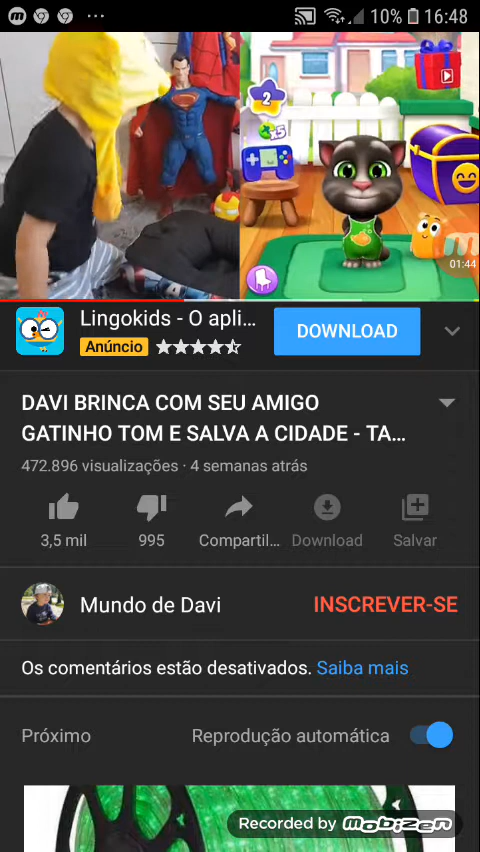 10% 16:48
2
x5
01:44
Lingokids - O apli...
DOWNLOAD
Anúncio
DAVI BRINCA COM SEU AMIGO
GATINHO TOM E SALVA A CIDADE - TA...
472.896 visualizações · 4 semanas atrás
3,5 mil 995 Compartil... Download Salvar
Mundo de Davi INSCREVER-SE
Os comentários estão desativados. Saiba mais
Próximo Reprodução automática
Recorded by MOBIZEN